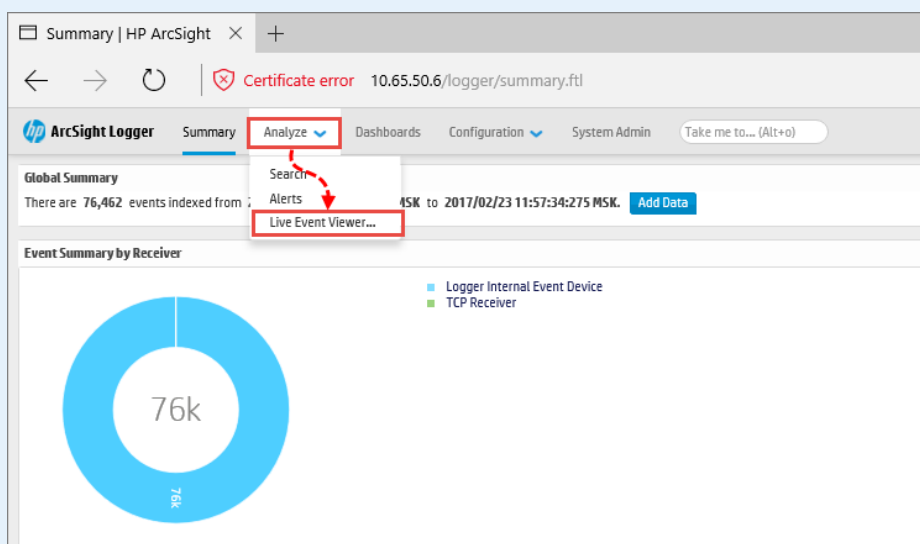 Summary | HP ArcSight
Certificate error 10.65.50.6/logger/summary.ftl
hp ArcSight Logger Summary Analyze Dashboards Configuration System Admin Take me to... (Alt+o)
Search
Alerts
Live Event Viewer...
Global Summary
There are 76,462 events indexed from MSK to 2017/02/23 11:57:34:275 MSK. Add Data
Event Summary by Receiver
Logger Internal Event Device
TCP Receiver
76k
76k